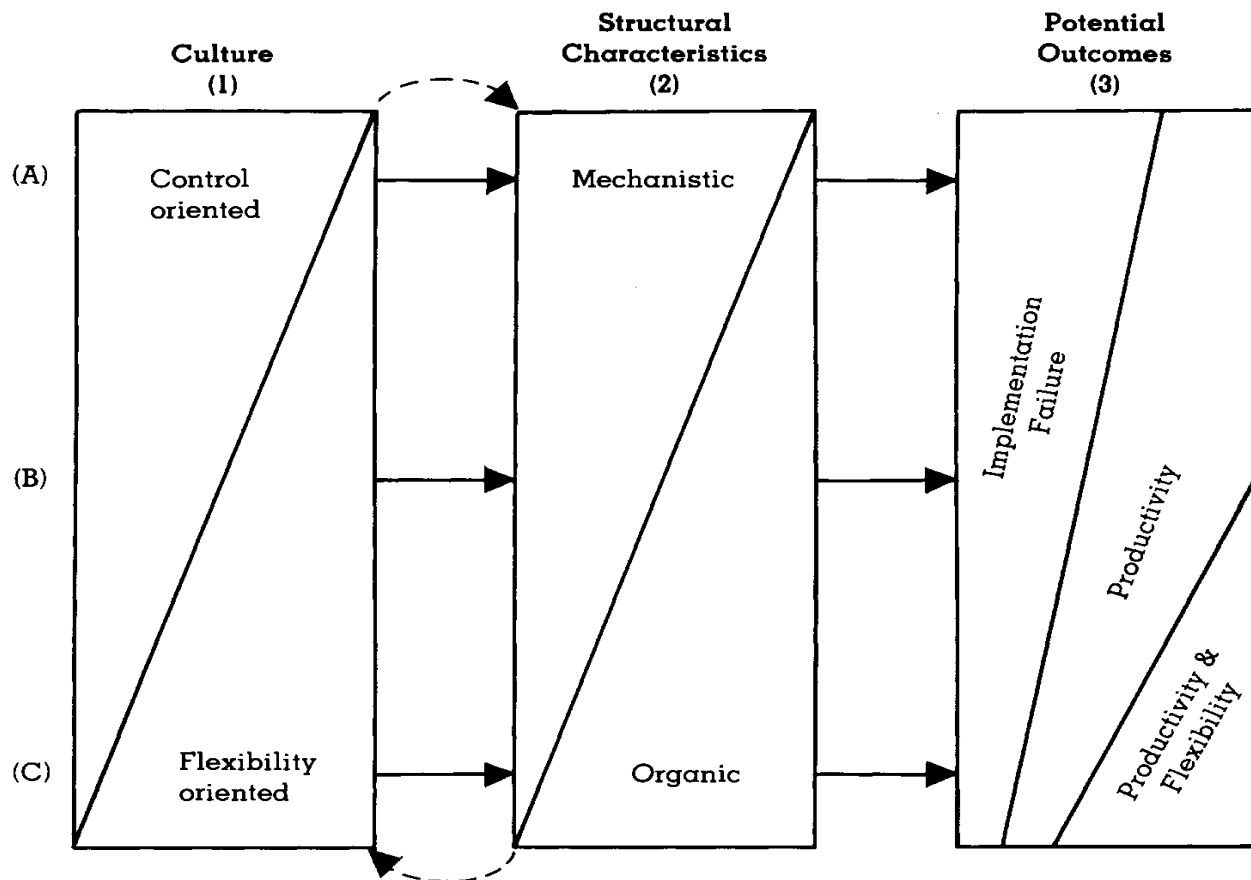 Culture
(1)
Structural
Characteristics
(2)
Potential
Outcomes
(3)
(A)
Control
oriented
Mechanistic
Implementation
Failure
(B)
Productivity
(C)
Flexibility
oriented
Organic
Productivity &
Flexibility